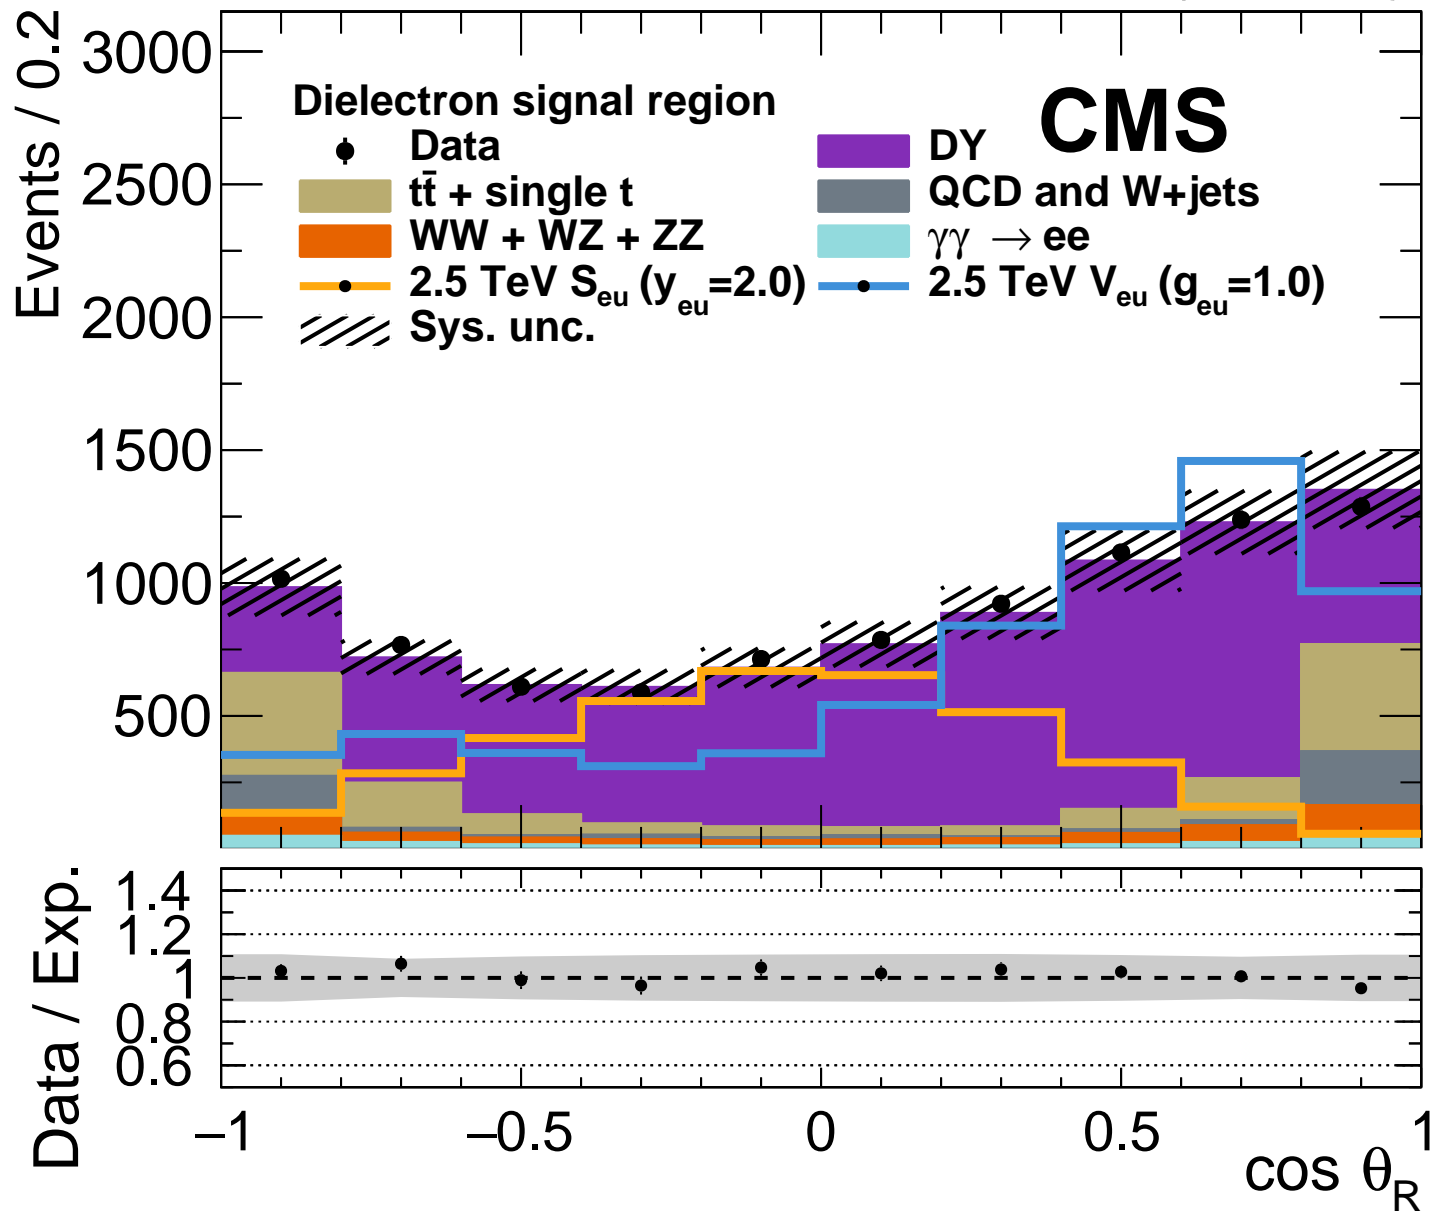 Events / 0.2
3000
2500
2000
1500
1000
500
CMS
Dielectron signal region
Data
DY
tt̄ + single t
QCD and W+jets
WW + WZ + ZZ
γγ → ee
2.5 TeV S_eu (y_eu=2.0)
2.5 TeV V_eu (g_eu=1.0)
Sys. unc.
Data / Exp.
1.4
1.2
1
0.8
0.6
−1
−0.5
0
0.5
1
cos θ_R